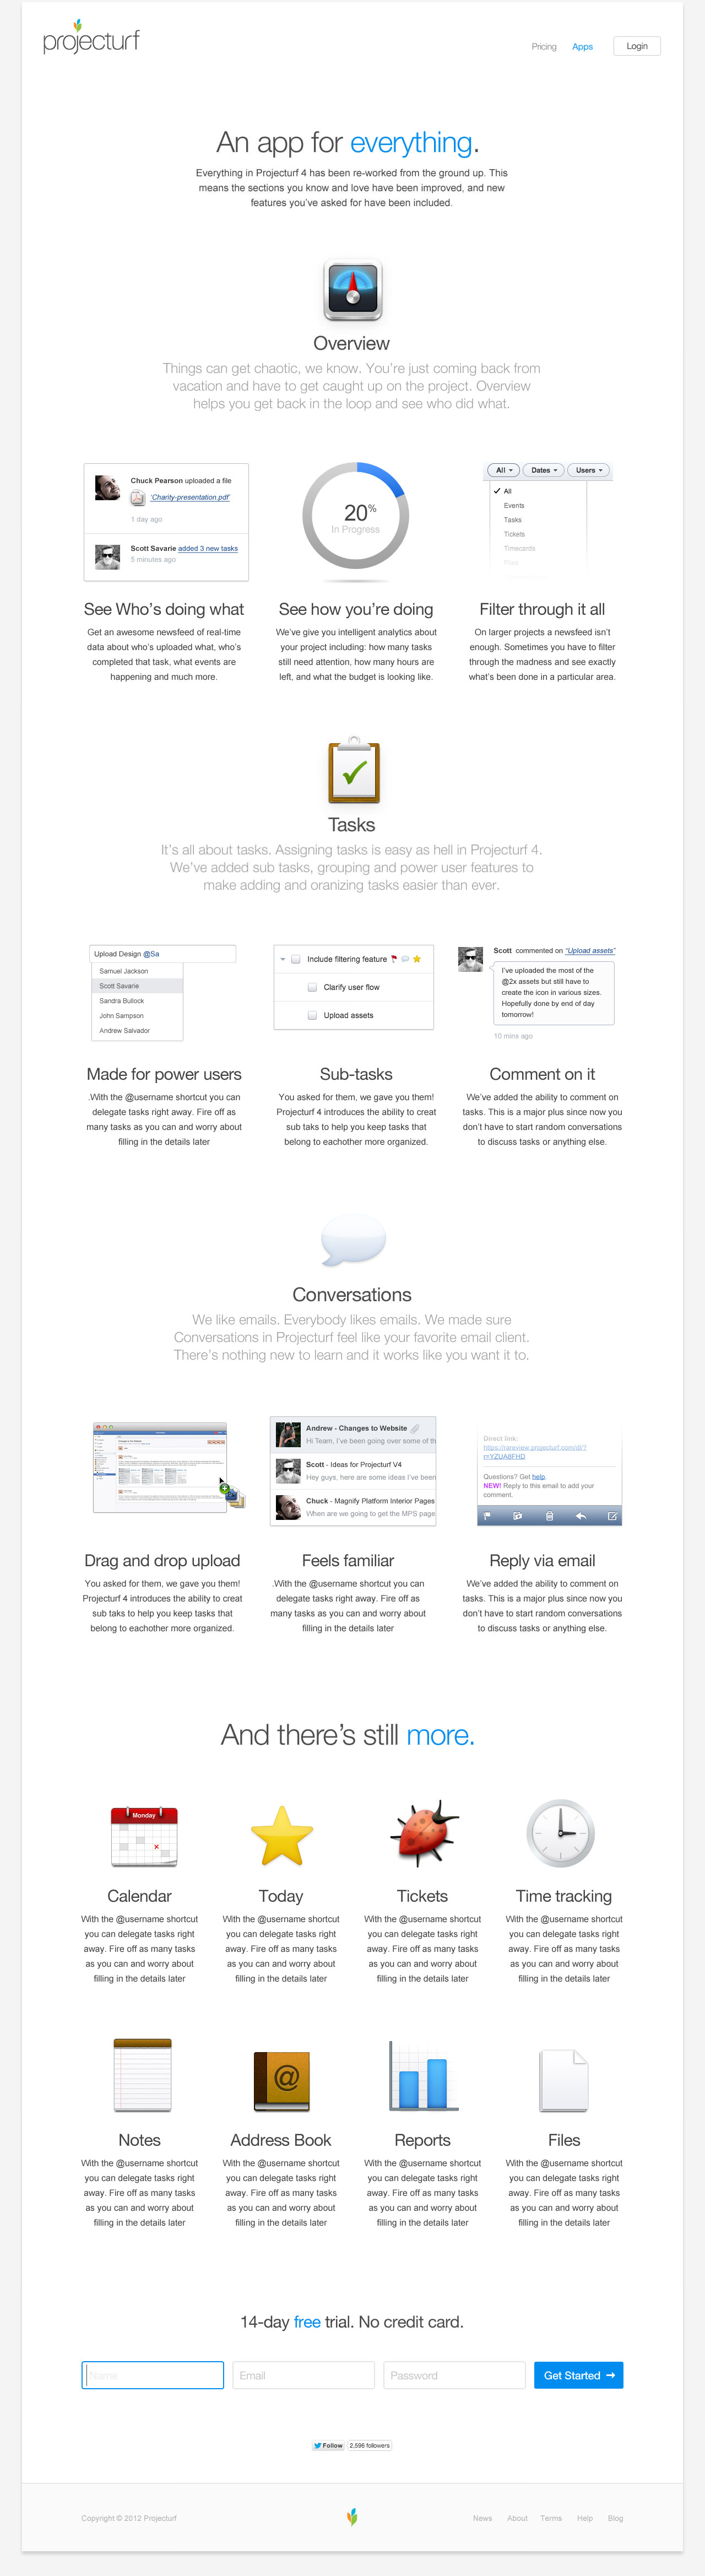 projecturf
Pricing Apps Login
An app for everything.
Everything in Projecturf 4 has been re-worked from the ground up. This
means the sections you know and love have been improved, and new
features you've asked for have been included.
Overview
Things can get chaotic, we know. You're just coming back from
vacation and have to get caught up on the project. Overview
helps you get back in the loop and see who did what.
Chuck Pearson uploaded a file
'Charity-presentation.pdf'
1 day ago
Scott Savarie added 3 new tasks
5 minutes ago
20%
In Progress
All Dates Users
All
Events
Tasks
Tickets
Timecards
Files
See Who's doing what
Get an awesome newsfeed of real-time
data about who's uploaded what, who's
completed that task, what events are
happening and much more.
See how you're doing
We've give you intelligent analytics about
your project including: how many tasks
still need attention, how many hours are
left, and what the budget is looking like.
Filter through it all
On larger projects a newsfeed isn't
enough. Sometimes you have to filter
through the madness and see exactly
what's been done in a particular area.
Tasks
It's all about tasks. Assigning tasks is easy as hell in Projecturf 4.
We've added sub tasks, grouping and power user features to
make adding and oranizing tasks easier than ever.
Upload Design @Sa
Samuel Jackson
Scott Savarie
Sandra Bullock
John Sampson
Andrew Salvador
Include filtering feature
Clarify user flow
Upload assets
Scott commented on "Upload assets"
I've uploaded the most of the
@2x assets but still have to
create the icon in various sizes.
Hopefully done by end of day
tomorrow!
10 mins ago
Made for power users
.With the @username shortcut you can
delegate tasks right away. Fire off as
many tasks as you can and worry about
filling in the details later
Sub-tasks
You asked for them, we gave you them!
Projecturf 4 introduces the ability to creat
sub taks to help you keep tasks that
belong to eachother more organized.
Comment on it
We've added the ability to comment on
tasks. This is a major plus since now you
don't have to start random conversations
to discuss tasks or anything else.
Conversations
We like emails. Everybody likes emails. We made sure
Conversations in Projecturf feel like your favorite email client.
There's nothing new to learn and it works like you want it to.
Andrew - Changes to Website
Hi Team, I've been going over some of th
Scott - Ideas for Projecturf V4
Hey guys, here are some ideas I've been
Chuck - Magnify Platform Interior Pages
When are we going to get the MPS page
Direct link:
https://rareview.projecturf.com/dl/?
r=YZUA8FHD
Questions? Get help.
NEW! Reply to this email to add your
comment.
Drag and drop upload
You asked for them, we gave you them!
Projecturf 4 introduces the ability to creat
sub taks to help you keep tasks that
belong to eachother more organized.
Feels familiar
.With the @username shortcut you can
delegate tasks right away. Fire off as
many tasks as you can and worry about
filling in the details later
Reply via email
We've added the ability to comment on
tasks. This is a major plus since now you
don't have to start random conversations
to discuss tasks or anything else.
And there's still more.
Monday
Calendar
With the @username shortcut
you can delegate tasks right
away. Fire off as many tasks
as you can and worry about
filling in the details later
Today
With the @username shortcut
you can delegate tasks right
away. Fire off as many tasks
as you can and worry about
filling in the details later
Tickets
With the @username shortcut
you can delegate tasks right
away. Fire off as many tasks
as you can and worry about
filling in the details later
Time tracking
With the @username shortcut
you can delegate tasks right
away. Fire off as many tasks
as you can and worry about
filling in the details later
Notes
With the @username shortcut
you can delegate tasks right
away. Fire off as many tasks
as you can and worry about
filling in the details later
@
Address Book
With the @username shortcut
you can delegate tasks right
away. Fire off as many tasks
as you can and worry about
filling in the details later
Reports
With the @username shortcut
you can delegate tasks right
away. Fire off as many tasks
as you can and worry about
filling in the details later
Files
With the @username shortcut
you can delegate tasks right
away. Fire off as many tasks
as you can and worry about
filling in the details later
14-day free trial. No credit card.
Name Email Password Get Started →
Follow 2,596 followers
Copyright © 2012 Projecturf News About Terms Help Blog